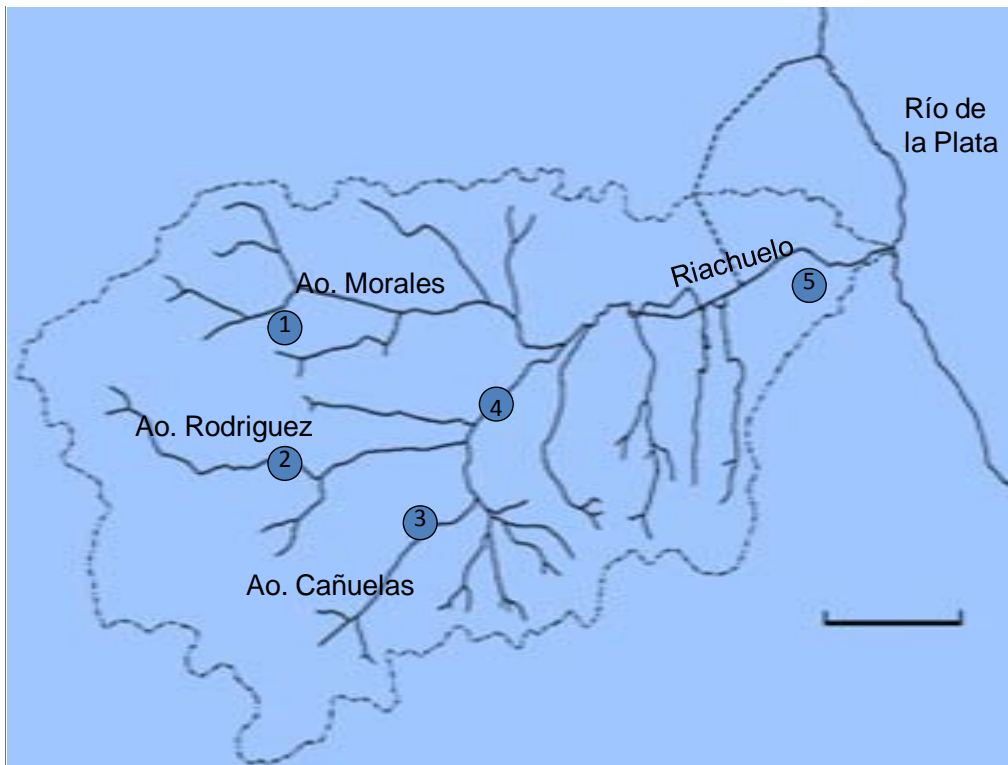 Río de
la Plata
Riachuelo
5
Ao. Morales
1
4
Ao. Rodriguez
2
3
Ao. Cañuelas